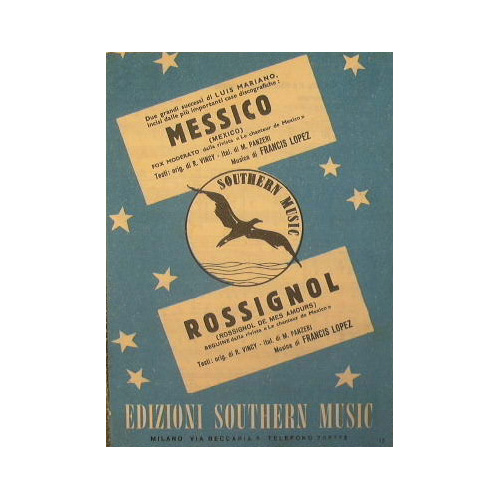 Due grandi successi di LUIS MARIANO,
incisi dalle più importanti case discografiche:
MESSICO
(MEXICO)
FOX MODERATO dalla rivista «Le chanteur de Mexico»
Testi: orig. di R. VINCY - ital. di M. PANZERI
Musica di FRANCIS LOPEZ
SOUTHERN MUSIC
ROSSIGNOL
(ROSSIGNOL DE MES AMOURS)
BEGUINE dalla rivista «Le chanteur de Mexico»
Testi: orig. di R. VINCY - ital. di M. PANZERI
Musica di FRANCIS LOPEZ
EDIZIONI SOUTHERN MUSIC
MILANO VIA BECCARIA TELEFONO